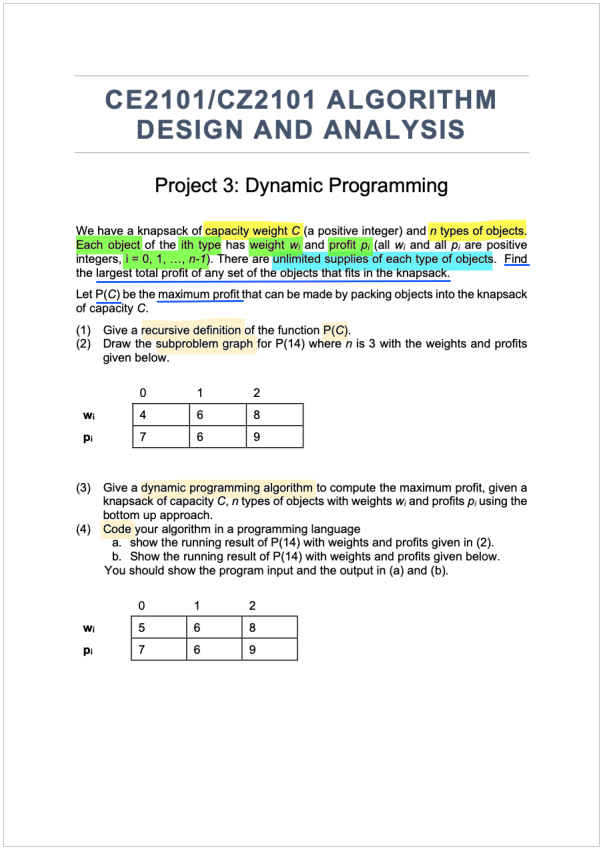 CE2101/CZ2101 ALGORITHM
DESIGN AND ANALYSIS
Project 3: Dynamic Programming
We have a knapsack of capacity weight C (a positive integer) and n types of objects.
Each object of the ith type has weight wi and profit pi (all wi and all pi are positive
integers, i = 0, 1, …, n-1). There are unlimited supplies of each type of objects. Find
the largest total profit of any set of the objects that fits in the knapsack.
Let P(C) be the maximum profit that can be made by packing objects into the knapsack
of capacity C.
(1) Give a recursive definition of the function P(C).
(2) Draw the subproblem graph for P(14) where n is 3 with the weights and profits
given below.
0 1 2
wi 4 6 8
pi 7 6 9
(3) Give a dynamic programming algorithm to compute the maximum profit, given a
knapsack of capacity C, n types of objects with weights wi and profits pi using the
bottom up approach.
(4) Code your algorithm in a programming language
a. show the running result of P(14) with weights and profits given in (2).
b. Show the running result of P(14) with weights and profits given below.
You should show the program input and the output in (a) and (b).
0 1 2
wi 5 6 8
pi 7 6 9